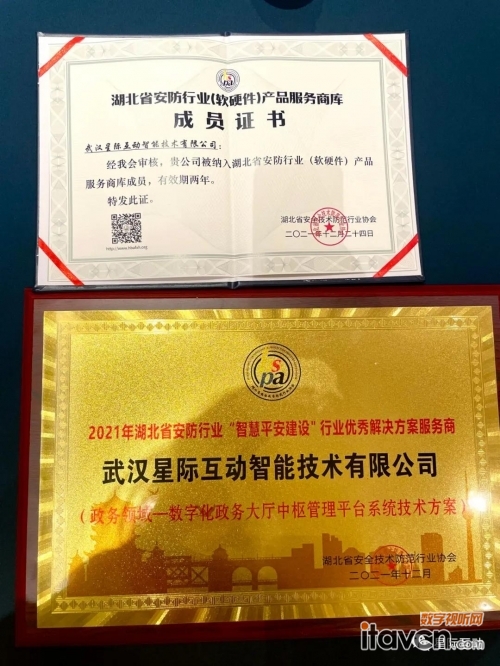 湖北省安防行业(软硬件)产品服务商库
成员证书
武汉星际互动智能技术有限公司:
经我会审核,贵公司被纳入湖北省安防行业(软硬件)产品
服务商库成员,有效期两年。
特发此证。
湖北省安全技术防范行业协会
二〇二一年十二月二十四日
spa
2021年湖北省安防行业“智慧平安建设”行业优秀解决方案服务商
武汉星际互动智能技术有限公司
(政务领域—数字化政务大厅中枢管理平台系统技术方案)
湖北省安全技术防范行业协会
二〇二一年十二月
数字视听网
itavcn.com
星际互动